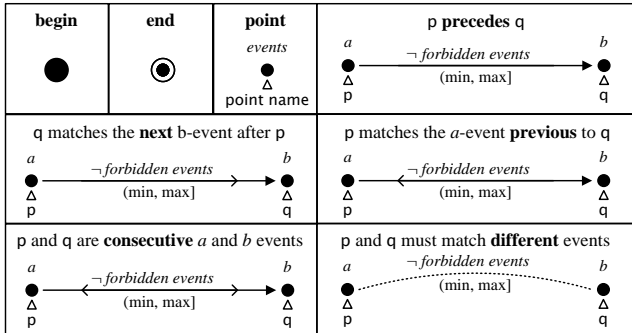 begin
end
point
events
point name
p precedes q
a
b
¬ forbidden events
(min, max]
p
q
q matches the next b-event after p
a
b
¬ forbidden events
(min, max]
p
q
p matches the a-event previous to q
a
b
¬ forbidden events
(min, max]
p
q
p and q are consecutive a and b events
a
b
¬ forbidden events
(min, max]
p
q
p and q must match different events
a
b
¬ forbidden events
(min, max]
p
q